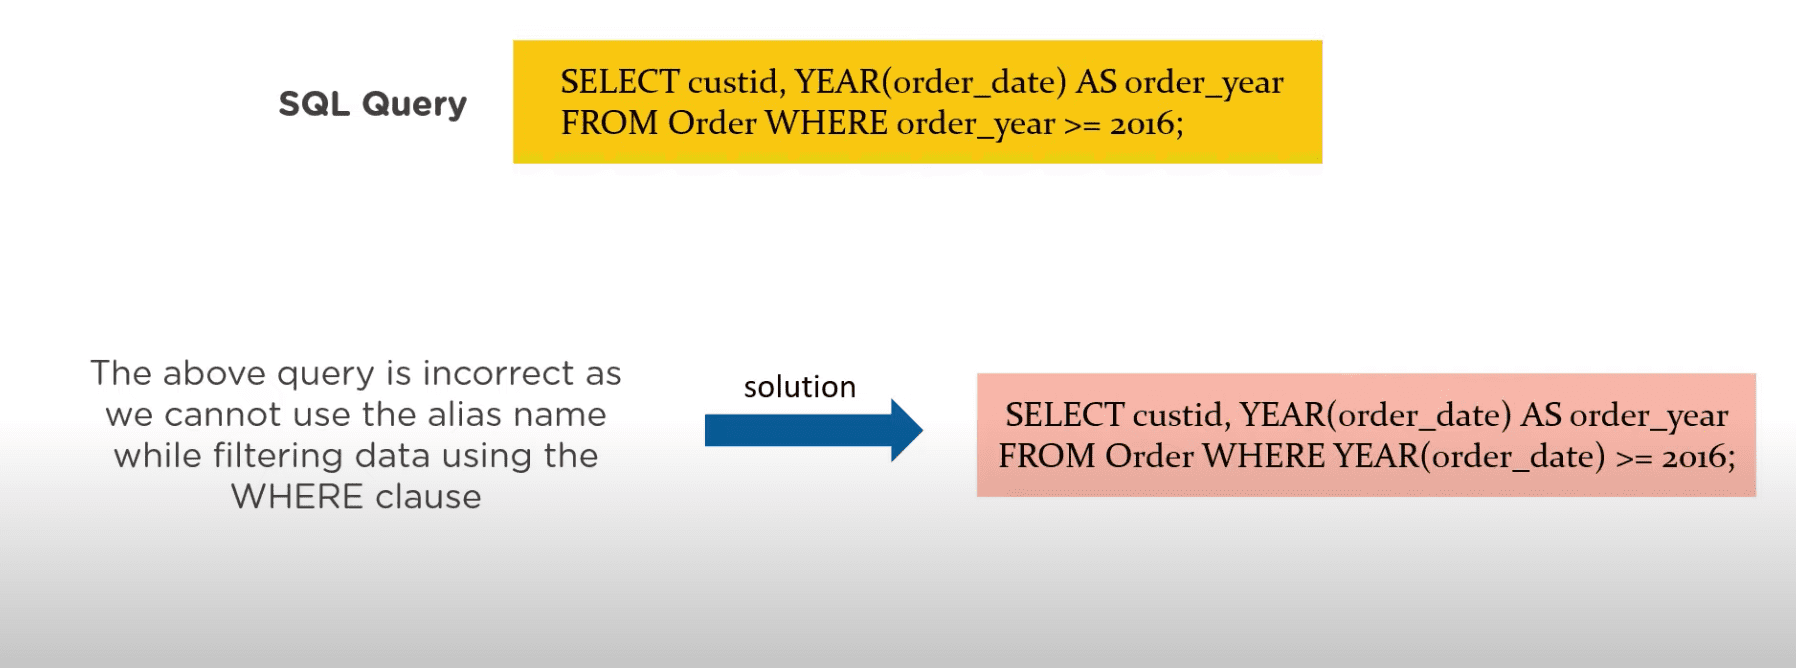 SQL Query
SELECT custid, YEAR(order_date) AS order_year
FROM Order WHERE order_year >= 2016;
The above query is incorrect as
we cannot use the alias name
while filtering data using the
WHERE clause
solution
SELECT custid, YEAR(order_date) AS order_year
FROM Order WHERE YEAR(order_date) >= 2016;